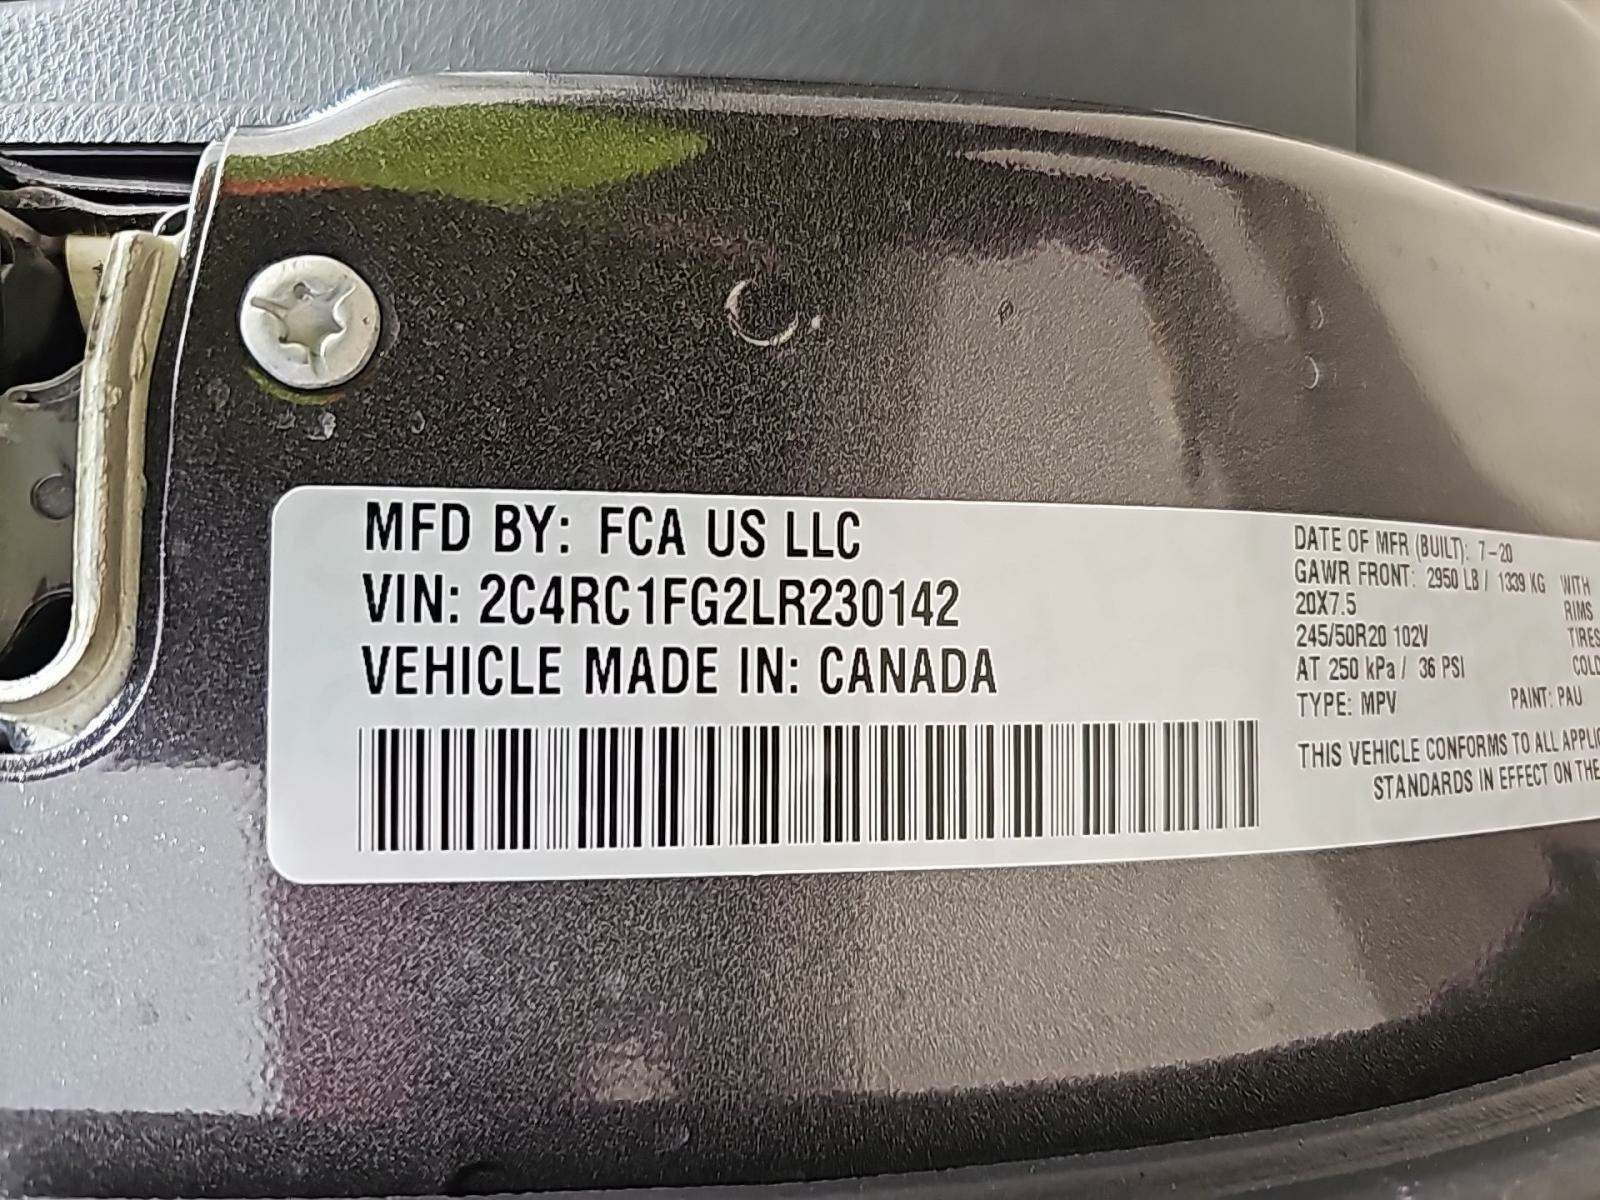 MFD BY: FCA US LLC
VIN: 2C4RC1FG2LR230142
VEHICLE MADE IN: CANADA
DATE OF MFR (BUILT): 7-20
GAWR FRONT: 2950 LB / 1339 KG WITH
20X7.5 RIMS
245/50R20 102V TIRES
AT 250 kPa / 36 PSI COLD
TYPE: MPV PAINT: PAU
THIS VEHICLE CONFORMS TO ALL
STANDARDS IN EFFECT ON THE